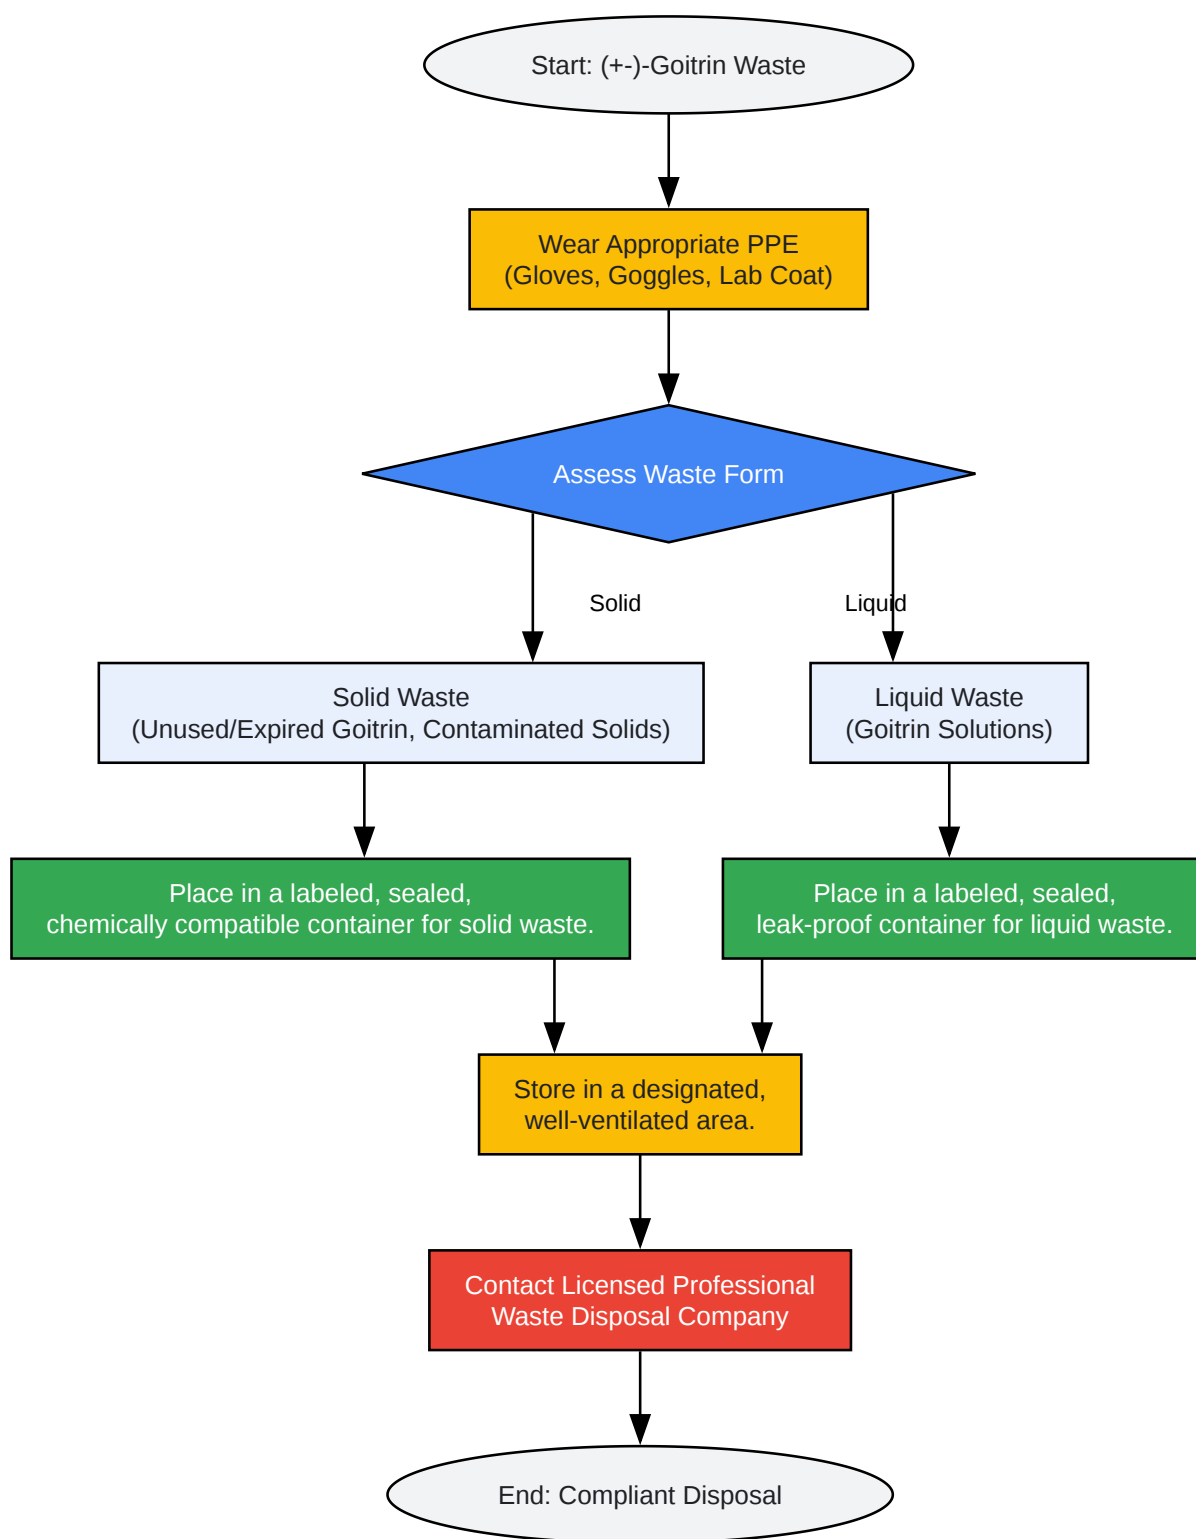 Start: (+-)-Goitrin Waste
Wear Appropriate PPE
(Gloves, Goggles, Lab Coat)
Assess Waste Form
Solid
Liquid
Solid Waste
(Unused/Expired Goitrin, Contaminated Solids)
Liquid Waste
(Goitrin Solutions)
Place in a labeled, sealed,
chemically compatible container for solid waste.
Place in a labeled, sealed,
leak-proof container for liquid waste.
Store in a designated,
well-ventilated area.
Contact Licensed Professional
Waste Disposal Company
End: Compliant Disposal